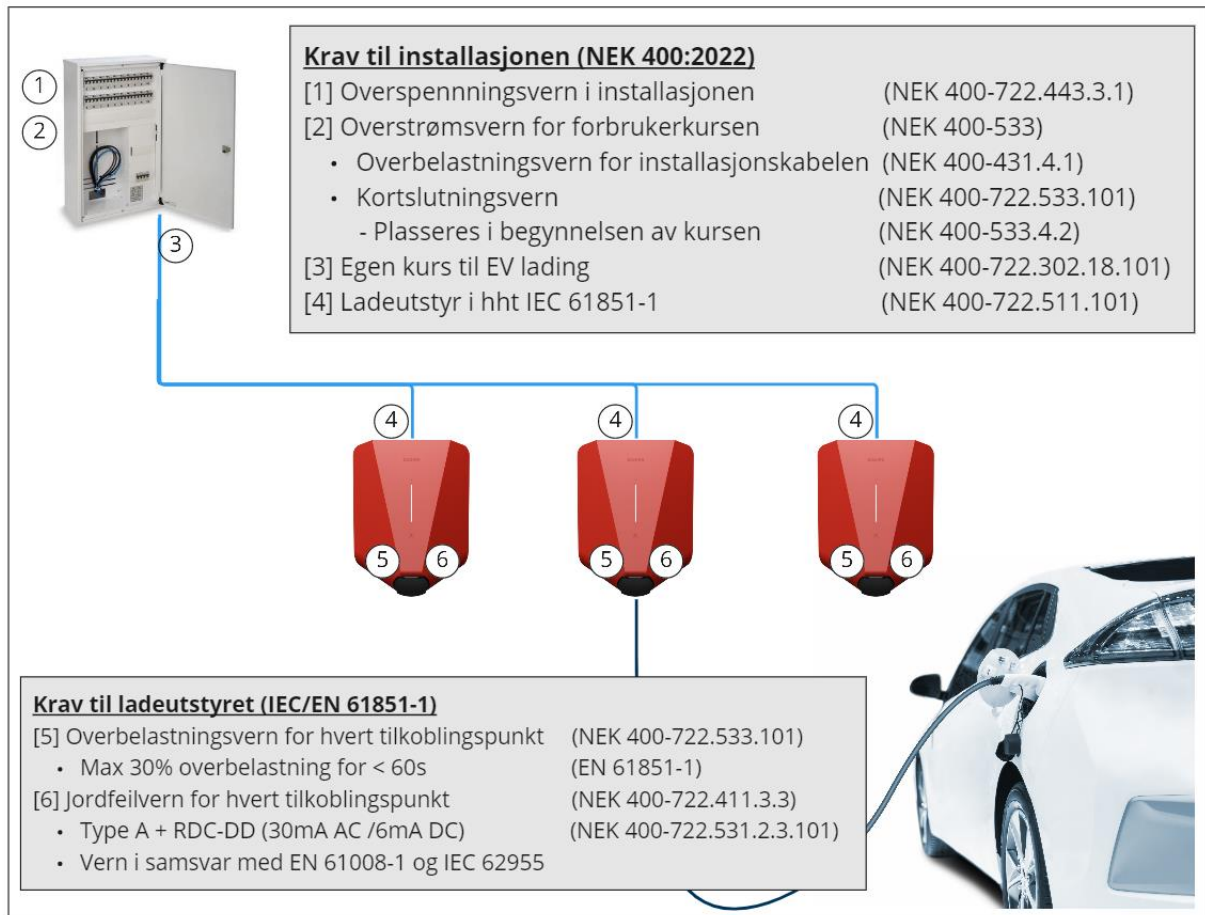 Krav til installasjonen (NEK 400:2022)
[1] Overspennningsvern i installasjonen (NEK 400-722.443.3.1)
[2] Overstrømsvern for forbrukerkursen (NEK 400-533)
• Overbelastningsvern for installasjonskabelen (NEK 400-431.4.1)
• Kortslutningsvern (NEK 400-722.533.101)
- Plasseres i begynnelsen av kursen (NEK 400-533.4.2)
[3] Egen kurs til EV lading (NEK 400-722.302.18.101)
[4] Ladeutstyr i hht IEC 61851-1 (NEK 400-722.511.101)
1
2
3
4 4 4
5 6 5 6 5 6
Krav til ladeutstyret (IEC/EN 61851-1)
[5] Overbelastningsvern for hvert tilkoblingspunkt (NEK 400-722.533.101)
• Max 30% overbelastning for < 60s (EN 61851-1)
[6] Jordfeilvern for hvert tilkoblingspunkt (NEK 400-722.411.3.3)
• Type A + RDC-DD (30mA AC /6mA DC) (NEK 400-722.531.2.3.101)
• Vern i samsvar med EN 61008-1 og IEC 62955